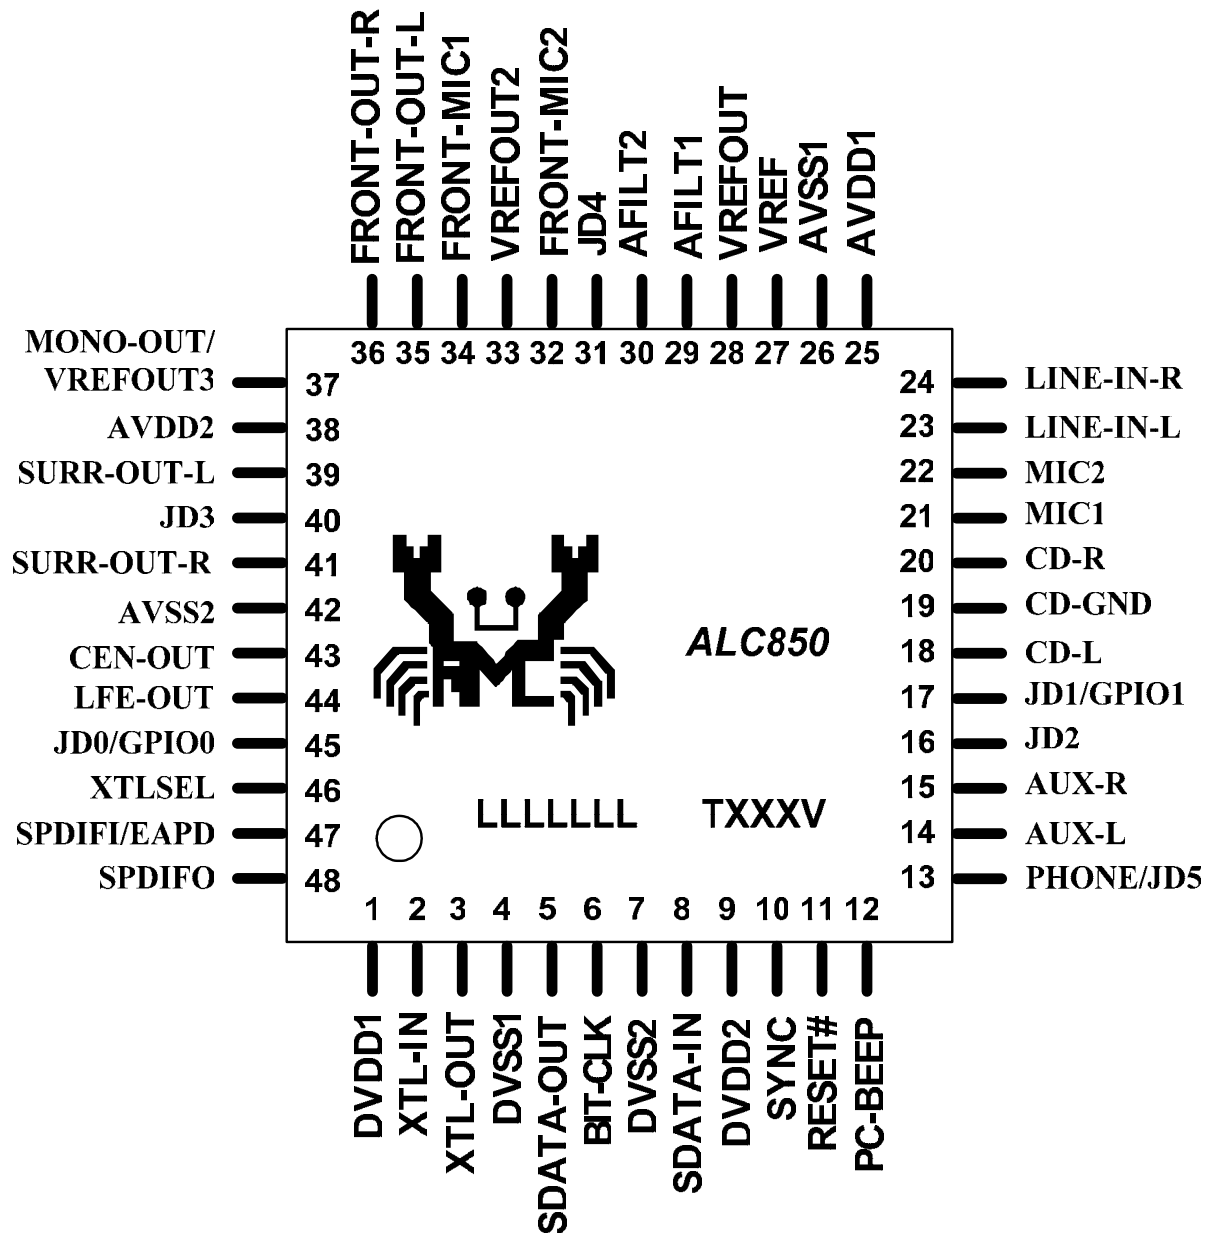 FRONT-OUT-R
FRONT-OUT-L
FRONT-MIC1
VREFOUT2
FRONT-MIC2
JD4
AFILT2
AFILT1
VREFOUT
VREF
AVSS1
AVDD1
36 35 34 33 32 31 30 29 28 27 26 25
MONO-OUT/
VREFOUT3 37
AVDD2 38
SURR-OUT-L 39
JD3 40
SURR-OUT-R 41
AVSS2 42
CEN-OUT 43
LFE-OUT 44
JD0/GPIO0 45
XTLSEL 46
SPDIFI/EAPD 47
SPDIFO 48
ALC850
LLLLLLL TXXXV
24 LINE-IN-R
23 LINE-IN-L
22 MIC2
21 MIC1
20 CD-R
19 CD-GND
18 CD-L
17 JD1/GPIO1
16 JD2
15 AUX-R
14 AUX-L
13 PHONE/JD5
1 2 3 4 5 6 7 8 9 10 11 12
DVDD1
XTL-IN
XTL-OUT
DVSS1
SDATA-OUT
BIT-CLK
DVSS2
SDATA-IN
DVDD2
SYNC
RESET#
PC-BEEP